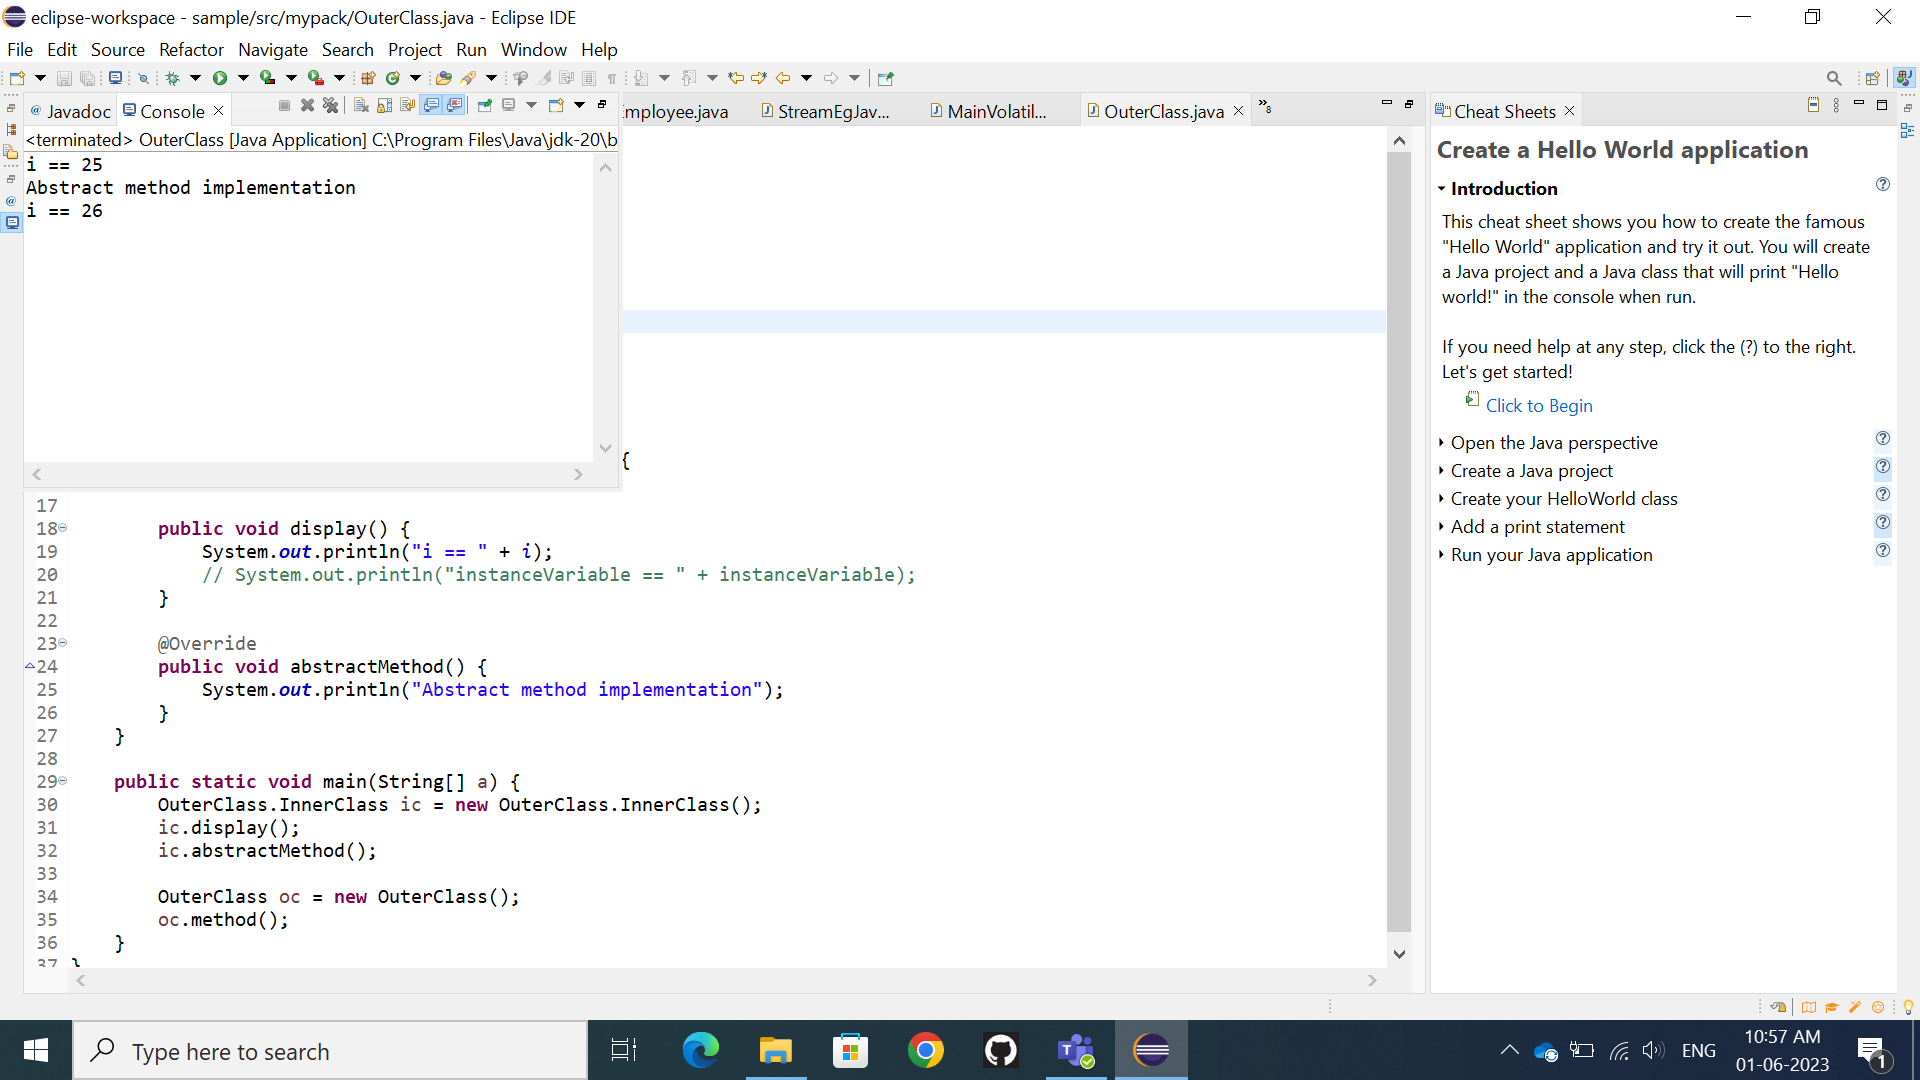 eclipse-workspace - sample/src/mypack/OuterClass.java - Eclipse IDE
File Edit Source Refactor Navigate Search Project Run Window Help
@ Javadoc Console
<terminated> OuterClass [Java Application] C:\Program Files\Java\jdk-20\b
i == 25
Abstract method implementation
i == 26
mployee.java StreamEgJav... MainVolatil... OuterClass.java »8
{
17
18 public void display() {
19 System.out.println("i == " + i);
20 // System.out.println("instanceVariable == " + instanceVariable);
21 }
22
23 @Override
24 public void abstractMethod() {
25 System.out.println("Abstract method implementation");
26 }
27 }
28
29 public static void main(String[] a) {
30 OuterClass.InnerClass ic = new OuterClass.InnerClass();
31 ic.display();
32 ic.abstractMethod();
33
34 OuterClass oc = new OuterClass();
35 oc.method();
36 }
37 }
Cheat Sheets
Create a Hello World application
Introduction
This cheat sheet shows you how to create the famous
"Hello World" application and try it out. You will create
a Java project and a Java class that will print "Hello
world!" in the console when run.
If you need help at any step, click the (?) to the right.
Let's get started!
Click to Begin
Open the Java perspective
Create a Java project
Create your HelloWorld class
Add a print statement
Run your Java application
Type here to search
ENG
10:57 AM
01-06-2023
1